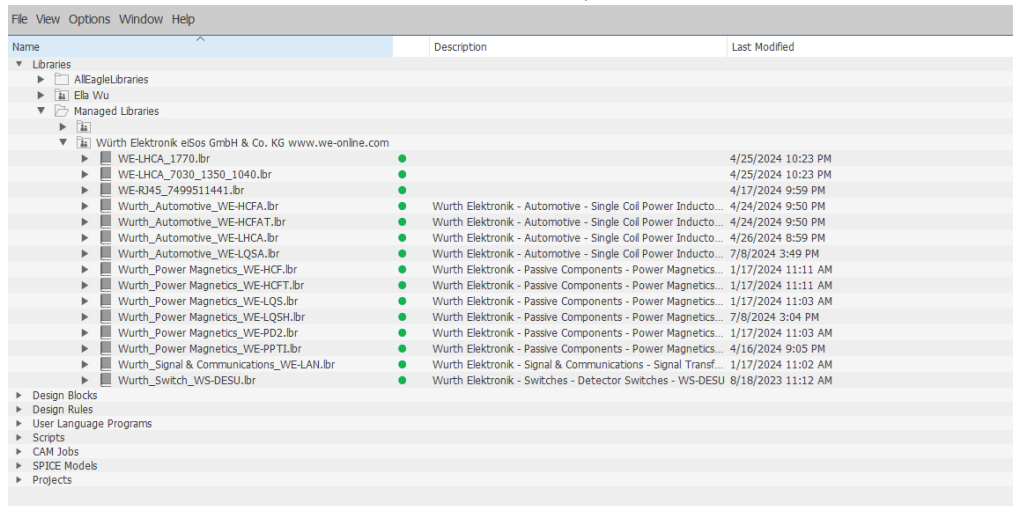 File View Options Window Help
Name Description Last Modified
Libraries
AllEagleLibraries
Ella Wu
Managed Libraries
Würth Elektronik eiSos GmbH & Co. KG www.we-online.com
WE-LHCA_1770.lbr 4/25/2024 10:23 PM
WE-LHCA_7030_1350_1040.lbr 4/25/2024 10:23 PM
WE-RJ45_7499511441.lbr 4/17/2024 9:59 PM
Wurth_Automotive_WE-HCFA.lbr Wurth Elektronik - Automotive - Single Coil Power Inducto... 4/24/2024 9:50 PM
Wurth_Automotive_WE-HCFAT.lbr Wurth Elektronik - Automotive - Single Coil Power Inducto... 4/24/2024 9:50 PM
Wurth_Automotive_WE-LHCA.lbr Wurth Elektronik - Automotive - Single Coil Power Inducto... 4/26/2024 8:59 PM
Wurth_Automotive_WE-LQSA.lbr Wurth Elektronik - Automotive - Single Coil Power Inducto... 7/8/2024 3:49 PM
Wurth_Power Magnetics_WE-HCF.lbr Wurth Elektronik - Passive Components - Power Magnetics... 1/17/2024 11:11 AM
Wurth_Power Magnetics_WE-HCFT.lbr Wurth Elektronik - Passive Components - Power Magnetics... 1/17/2024 11:11 AM
Wurth_Power Magnetics_WE-LQS.lbr Wurth Elektronik - Passive Components - Power Magnetics... 1/17/2024 11:03 AM
Wurth_Power Magnetics_WE-LQSH.lbr Wurth Elektronik - Passive Components - Power Magnetics... 7/8/2024 3:04 PM
Wurth_Power Magnetics_WE-PD2.lbr Wurth Elektronik - Passive Components - Power Magnetics... 1/17/2024 11:03 AM
Wurth_Power Magnetics_WE-PPTI.lbr Wurth Elektronik - Passive Components - Power Magnetics... 4/16/2024 9:05 PM
Wurth_Signal & Communications_WE-LAN.lbr Wurth Elektronik - Signal & Communications - Signal Transf... 1/17/2024 11:02 AM
Wurth_Switch_WS-DESU.lbr Wurth Elektronik - Switches - Detector Switches - WS-DESU 8/18/2023 11:12 AM
Design Blocks
Design Rules
User Language Programs
Scripts
CAM Jobs
SPICE Models
Projects